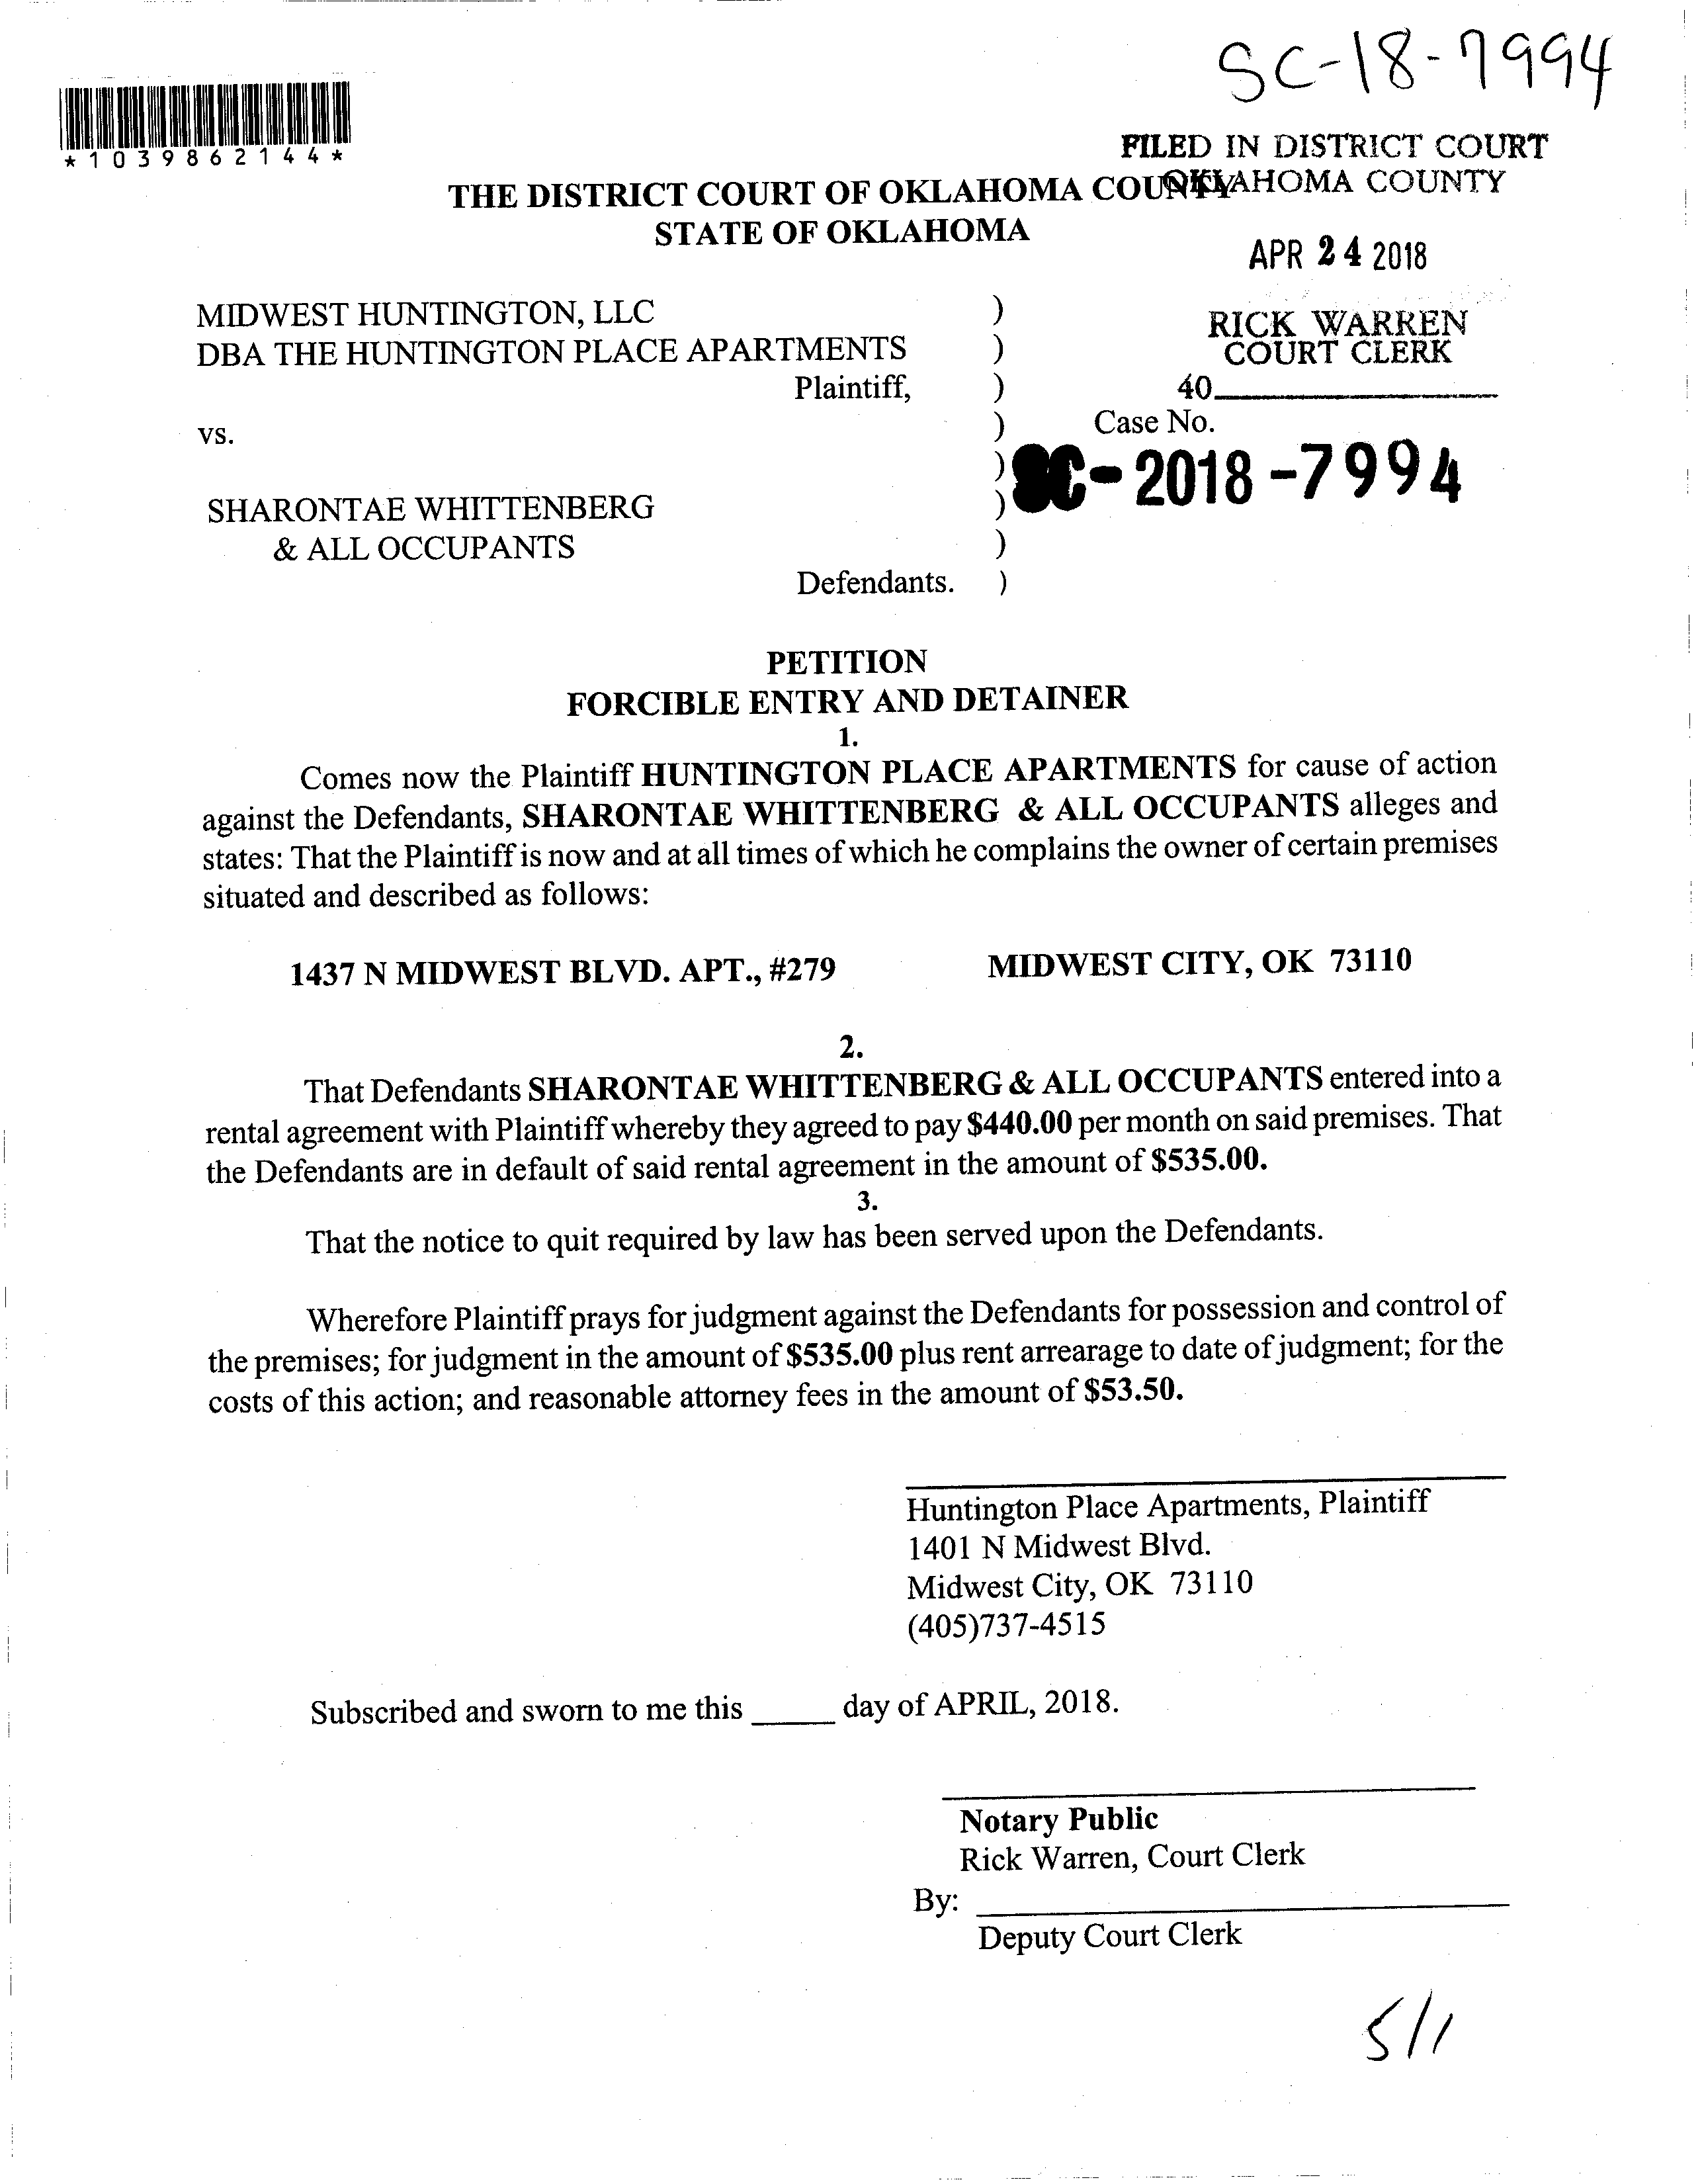 SC-18-7994
*1039862144*
FILED IN DISTRICT COURT
OKLAHOMA COUNTY
THE DISTRICT COURT OF OKLAHOMA COUNTY
STATE OF OKLAHOMA
APR 24 2018
MIDWEST HUNTINGTON, LLC )
DBA THE HUNTINGTON PLACE APARTMENTS )
Plaintiff, )
RICK WARREN
COURT CLERK
40
vs. )
Case No.
)
SC-2018-7994
SHARONTAE WHITTENBERG )
& ALL OCCUPANTS )
Defendants. )
PETITION
FORCIBLE ENTRY AND DETAINER
1.
Comes now the Plaintiff HUNTINGTON PLACE APARTMENTS for cause of action
against the Defendants, SHARONTAE WHITTENBERG & ALL OCCUPANTS alleges and
states: That the Plaintiff is now and at all times of which he complains the owner of certain premises
situated and described as follows:
1437 N MIDWEST BLVD. APT., #279 MIDWEST CITY, OK 73110
2.
That Defendants SHARONTAE WHITTENBERG & ALL OCCUPANTS entered into a
rental agreement with Plaintiff whereby they agreed to pay $440.00 per month on said premises. That
the Defendants are in default of said rental agreement in the amount of $535.00.
3.
That the notice to quit required by law has been served upon the Defendants.
Wherefore Plaintiff prays for judgment against the Defendants for possession and control of
the premises; for judgment in the amount of $535.00 plus rent arrearage to date of judgment; for the
costs of this action; and reasonable attorney fees in the amount of $53.50.
Huntington Place Apartments, Plaintiff
1401 N Midwest Blvd.
Midwest City, OK 73110
(405)737-4515
Subscribed and sworn to me this _____ day of APRIL, 2018.
Notary Public
Rick Warren, Court Clerk
By:
Deputy Court Clerk
5/1